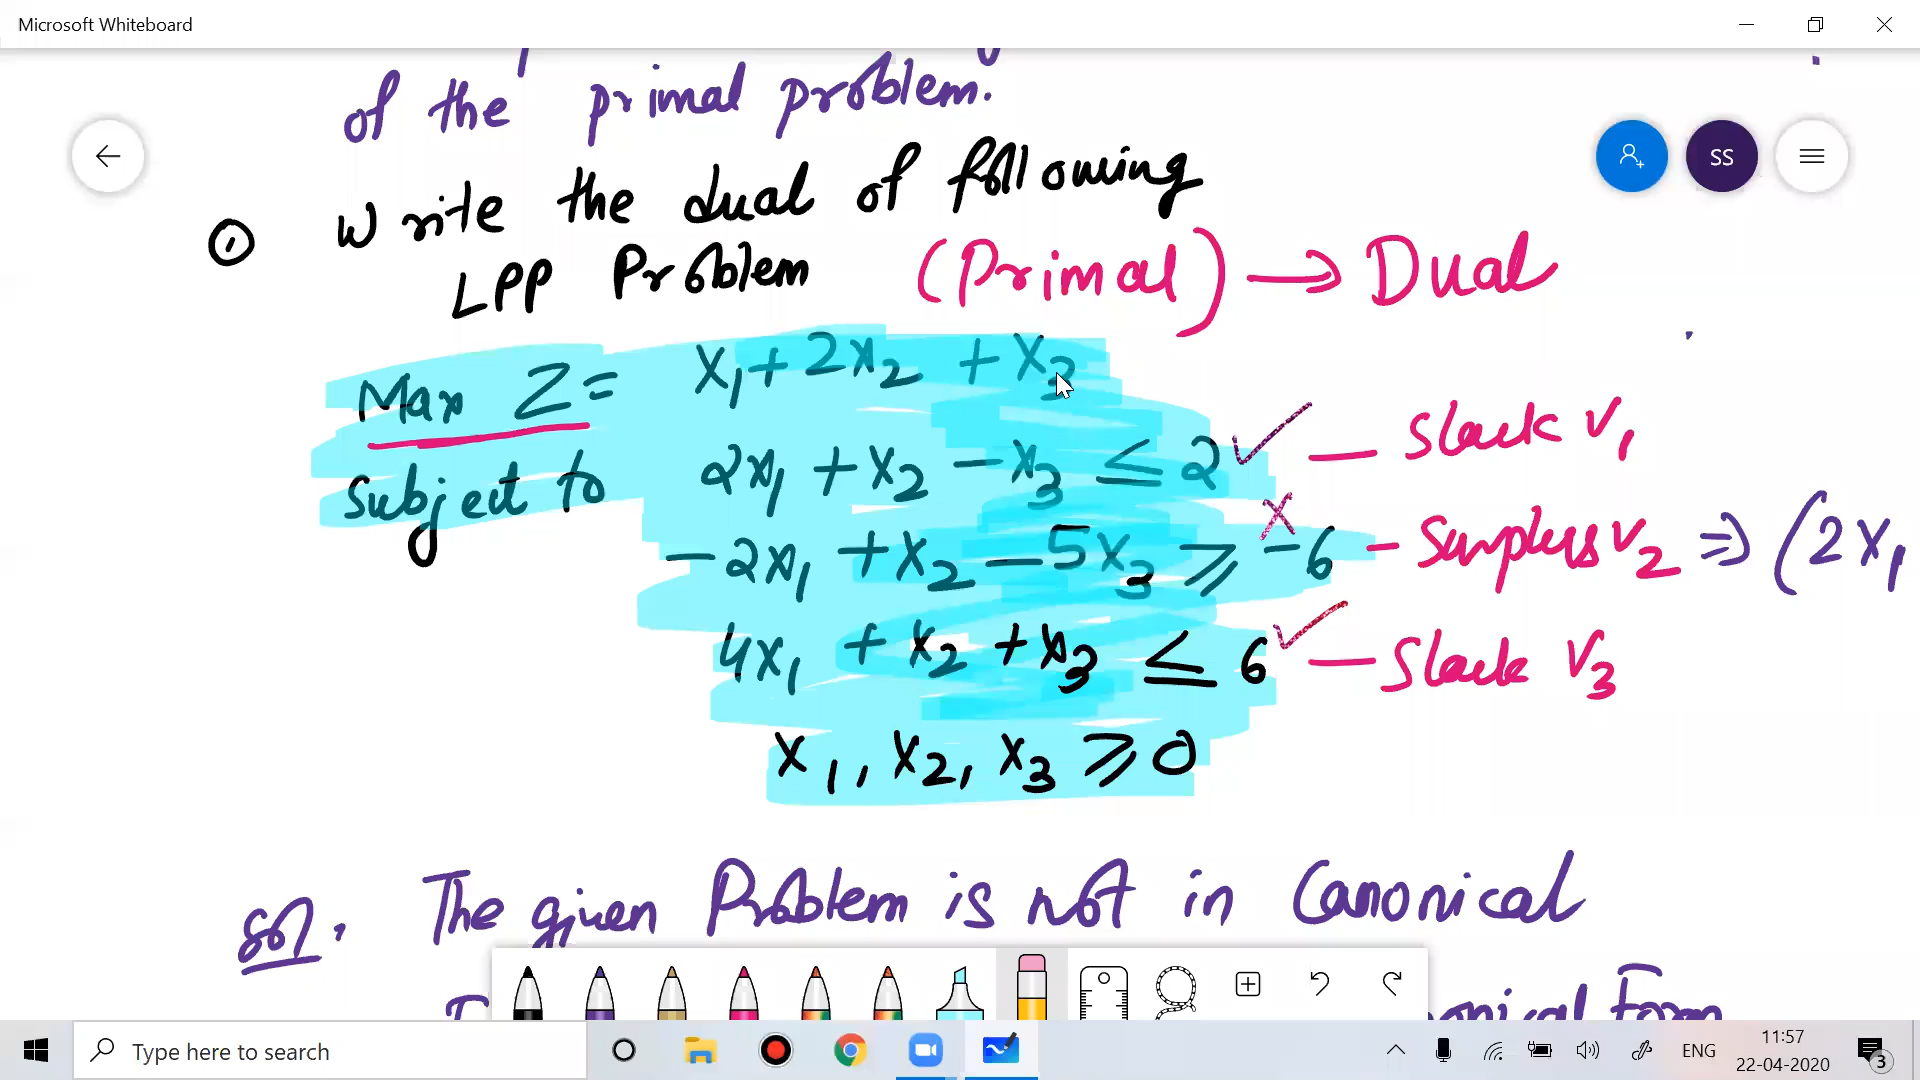 Microsoft Whiteboard
of the primal problem.
SS
① Write the dual of following
LPP Problem (Primal) → Dual
Max Z = x₁ + 2x₂ + x₃
Subject to 2x₁ + x₂ - x₃ ≤ 2 ✓ — Slack V₁
-2x₁ + x₂ - 5x₃ ≥ -6 x - Surplus V₂ ⇒ (2x₁
4x₁ + x₂ + x₃ ≤ 6 ✓ — Slack V₃
x₁, x₂, x₃ ≥ 0
Sol. The given Problem is not in Canonical
Form
Type here to search
ENG
11:57
22-04-2020
3